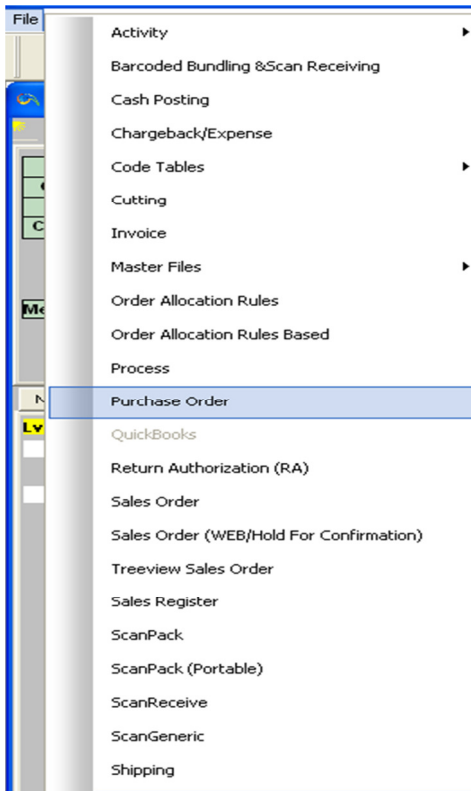 File
Activity
Barcoded Bundling &Scan Receiving
Cash Posting
Chargeback/Expense
Code Tables
Cutting
Invoice
Master Files
Order Allocation Rules
Order Allocation Rules Based
Process
Purchase Order
QuickBooks
Return Authorization (RA)
Sales Order
Sales Order (WEB/Hold For Confirmation)
Treeview Sales Order
Sales Register
ScanPack
ScanPack (Portable)
ScanReceive
ScanGeneric
Shipping
C
Me
N
Lv